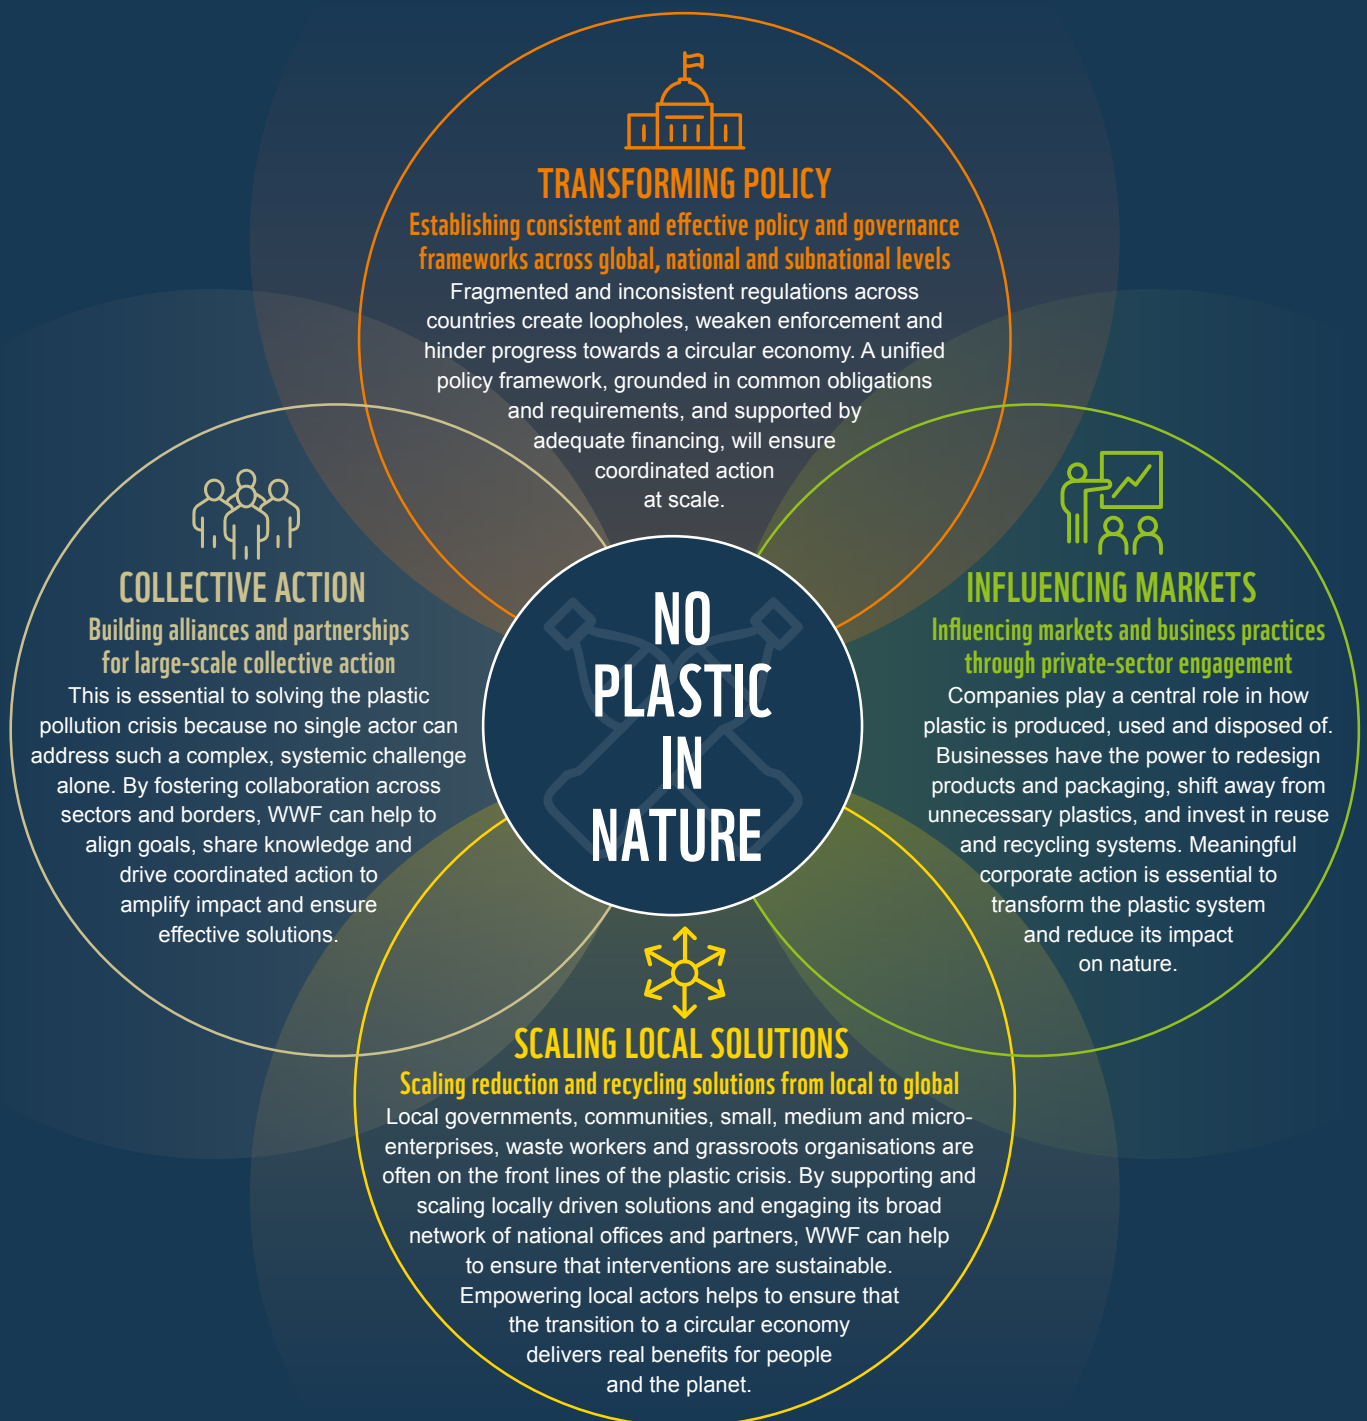 TRANSFORMING POLICY
Establishing consistent and effective policy and governance
frameworks across global, national and subnational levels
Fragmented and inconsistent regulations across
countries create loopholes, weaken enforcement and
hinder progress towards a circular economy. A unified
policy framework, grounded in common obligations
and requirements, and supported by
adequate financing, will ensure
coordinated action
at scale.
COLLECTIVE ACTION
Building alliances and partnerships
for large-scale collective action
This is essential to solving the plastic
pollution crisis because no single actor can
address such a complex, systemic challenge
alone. By fostering collaboration across
sectors and borders, WWF can help to
align goals, share knowledge and
drive coordinated action to
amplify impact and ensure
effective solutions.
NO
PLASTIC
IN
NATURE
INFLUENCING MARKETS
Influencing markets and business practices
through private-sector engagement
Companies play a central role in how
plastic is produced, used and disposed of.
Businesses have the power to redesign
products and packaging, shift away from
unnecessary plastics, and invest in reuse
and recycling systems. Meaningful
corporate action is essential to
transform the plastic system
and reduce its impact
on nature.
SCALING LOCAL SOLUTIONS
Scaling reduction and recycling solutions from local to global
Local governments, communities, small, medium and micro-
enterprises, waste workers and grassroots organisations are
often on the front lines of the plastic crisis. By supporting and
scaling locally driven solutions and engaging its broad
network of national offices and partners, WWF can help
to ensure that interventions are sustainable.
Empowering local actors helps to ensure that
the transition to a circular economy
delivers real benefits for people
and the planet.